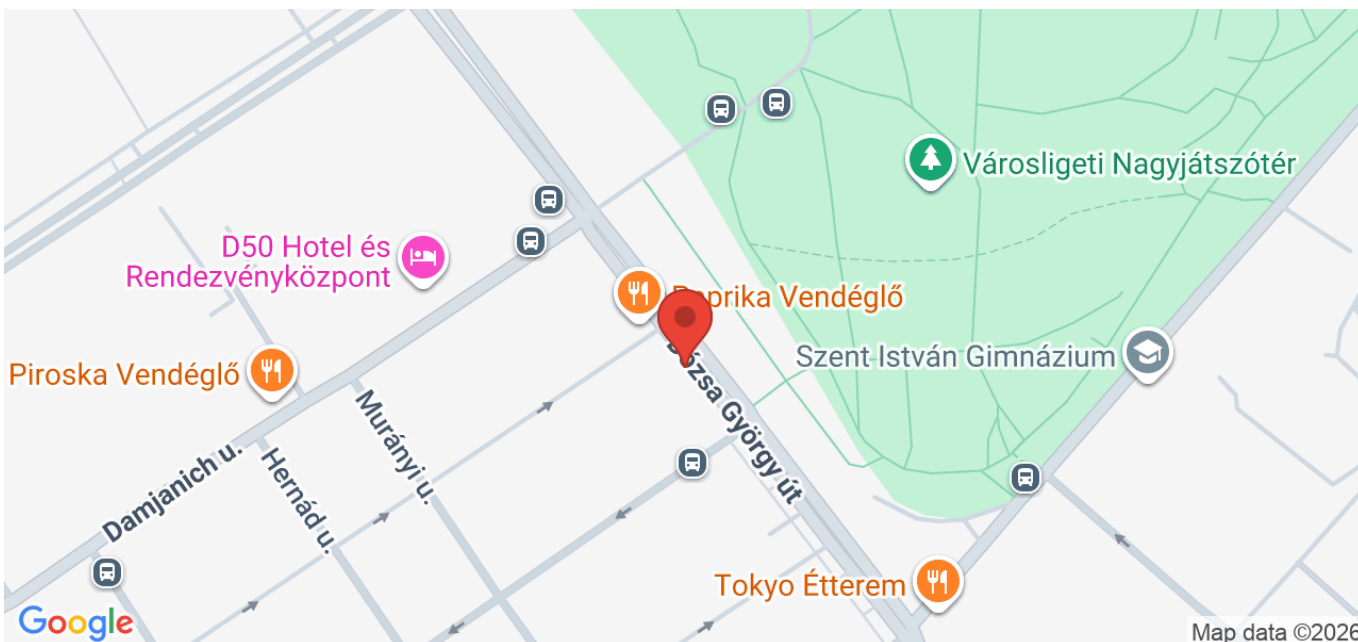 Városligeti Nagyjátszótér
D50 Hotel és
Rendezvényközpont
Paprika Vendéglő
Szent István Gimnázium
Piroska Vendéglő
Dózsa György út
Murányi u.
Damjanich u.
Hernád u.
Tokyo Étterem
Google
Map data ©2026